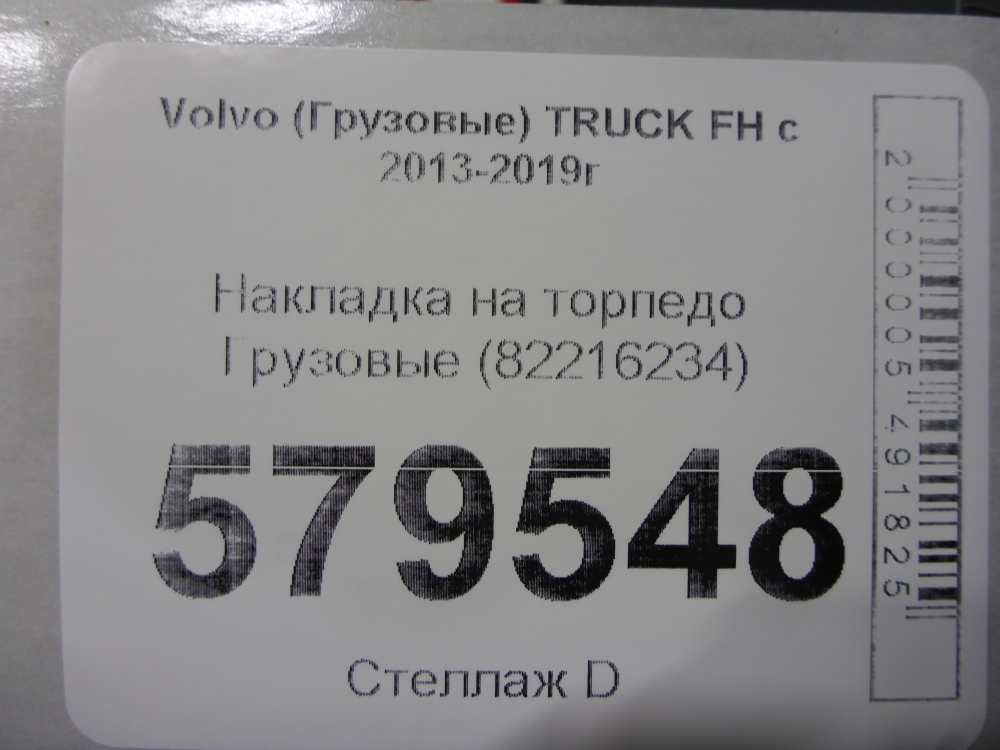 Volvo (Грузовые) TRUCK FH с
2013-2019г
Накладка на торпедо
Грузовые (82216234)
579548
Стеллаж D
2000005491825